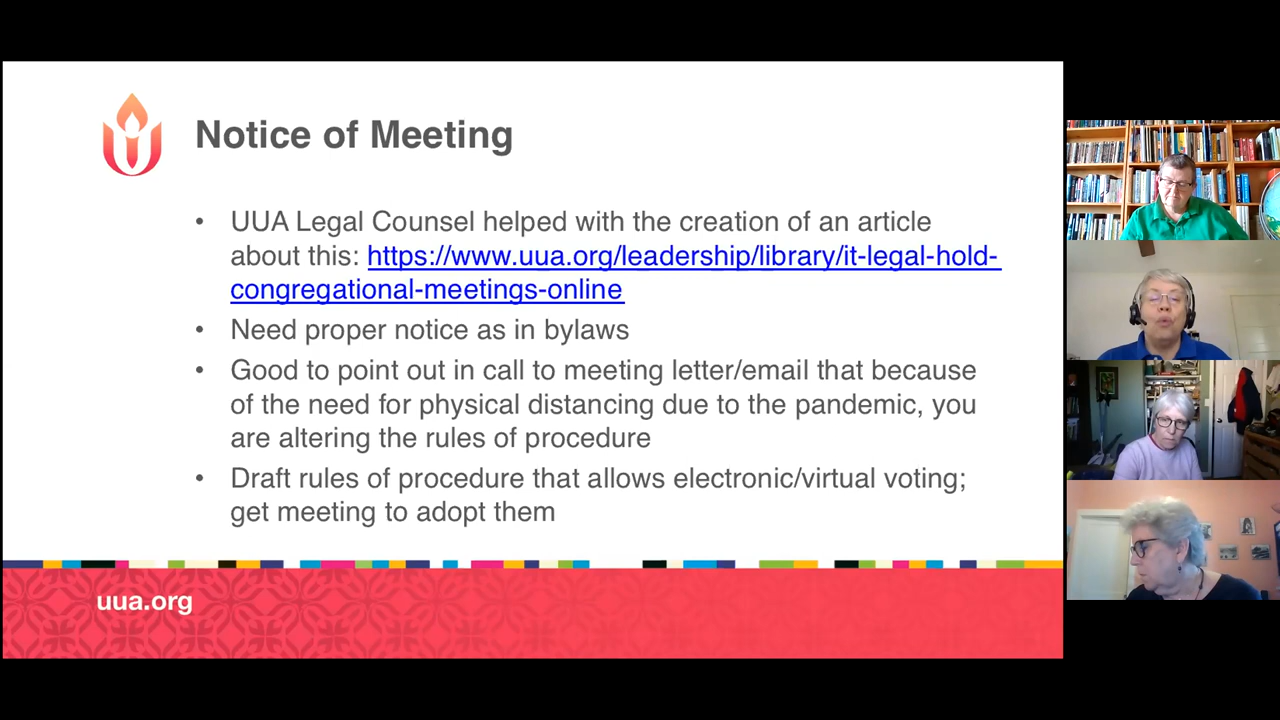 Notice of Meeting
• UUA Legal Counsel helped with the creation of an article
about this: https://www.uua.org/leadership/library/it-legal-hold-
congregational-meetings-online
• Need proper notice as in bylaws
• Good to point out in call to meeting letter/email that because
of the need for physical distancing due to the pandemic, you
are altering the rules of procedure
• Draft rules of procedure that allows electronic/virtual voting;
get meeting to adopt them
uua.org